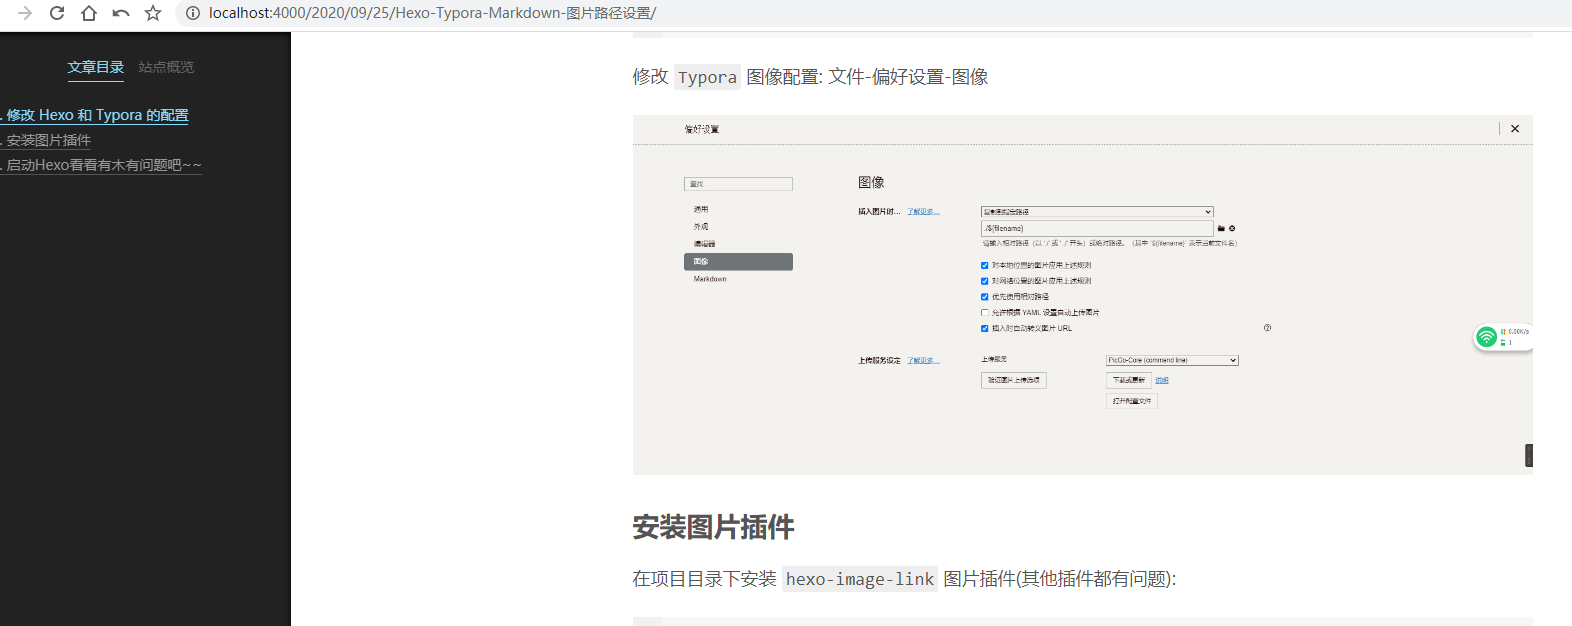 localhost:4000/2020/09/25/Hexo-Typora-Markdown-图片路径设置/
文章目录 站点概览
. 修改 Hexo 和 Typora 的配置
. 安装图片插件
. 启动Hexo看看有木有问题吧~~
修改 Typora 图像配置: 文件-偏好设置-图像
偏好设置
查找
通用
外观
编辑器
图像
Markdown
图像
插入图片时... 了解更多...
复制到指定路径
./${filename}
请输入相对路径（以 './' 或 '../' 开头）或绝对路径。（其中 '${filename}' 表示当前文件名）
对本地位置的图片应用上述规则
对网络位置的图片应用上述规则
优先使用相对路径
允许根据 YAML 设置自动上传图片
插入时自动转义图片 URL
上传服务设定 了解更多...
上传服务 PicGo-Core (command line)
验证图片上传选项 下载或更新 说明
打开配置文件
0.00K/s
1
安装图片插件
在项目目录下安装 hexo-image-link 图片插件(其他插件都有问题):